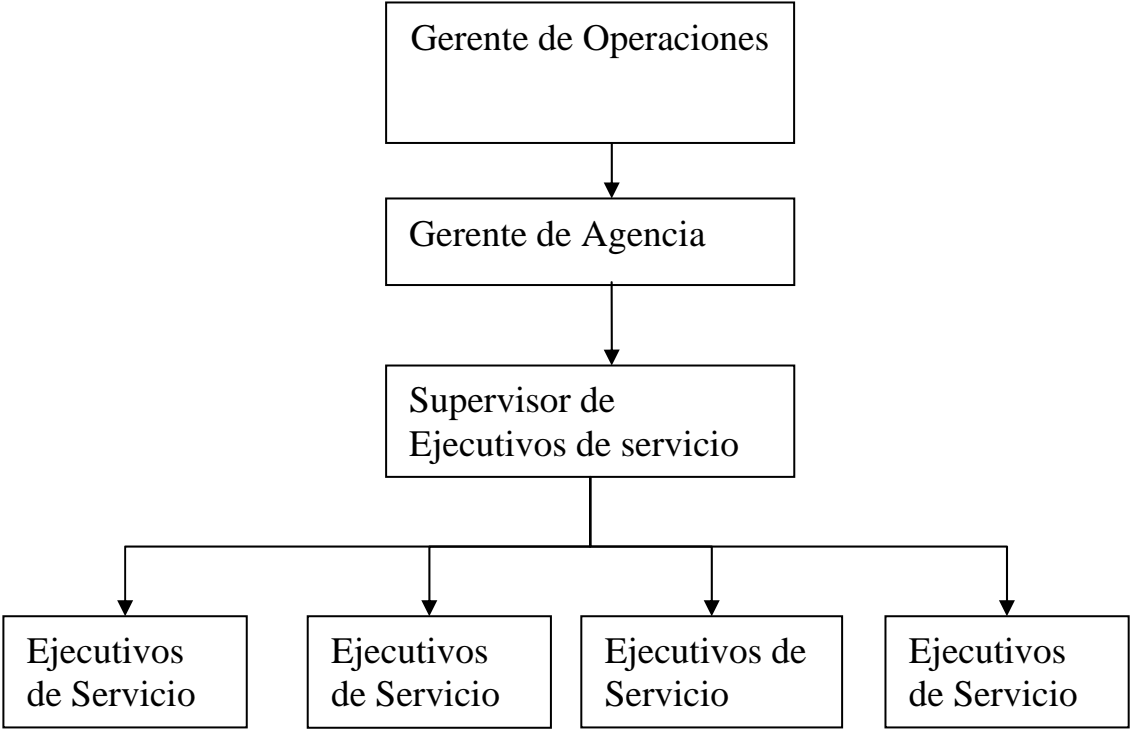 Gerente de Operaciones
Gerente de Agencia
Supervisor de
Ejecutivos de servicio
Ejecutivos
de Servicio
Ejecutivos
de Servicio
Ejecutivos de
Servicio
Ejecutivos
de Servicio